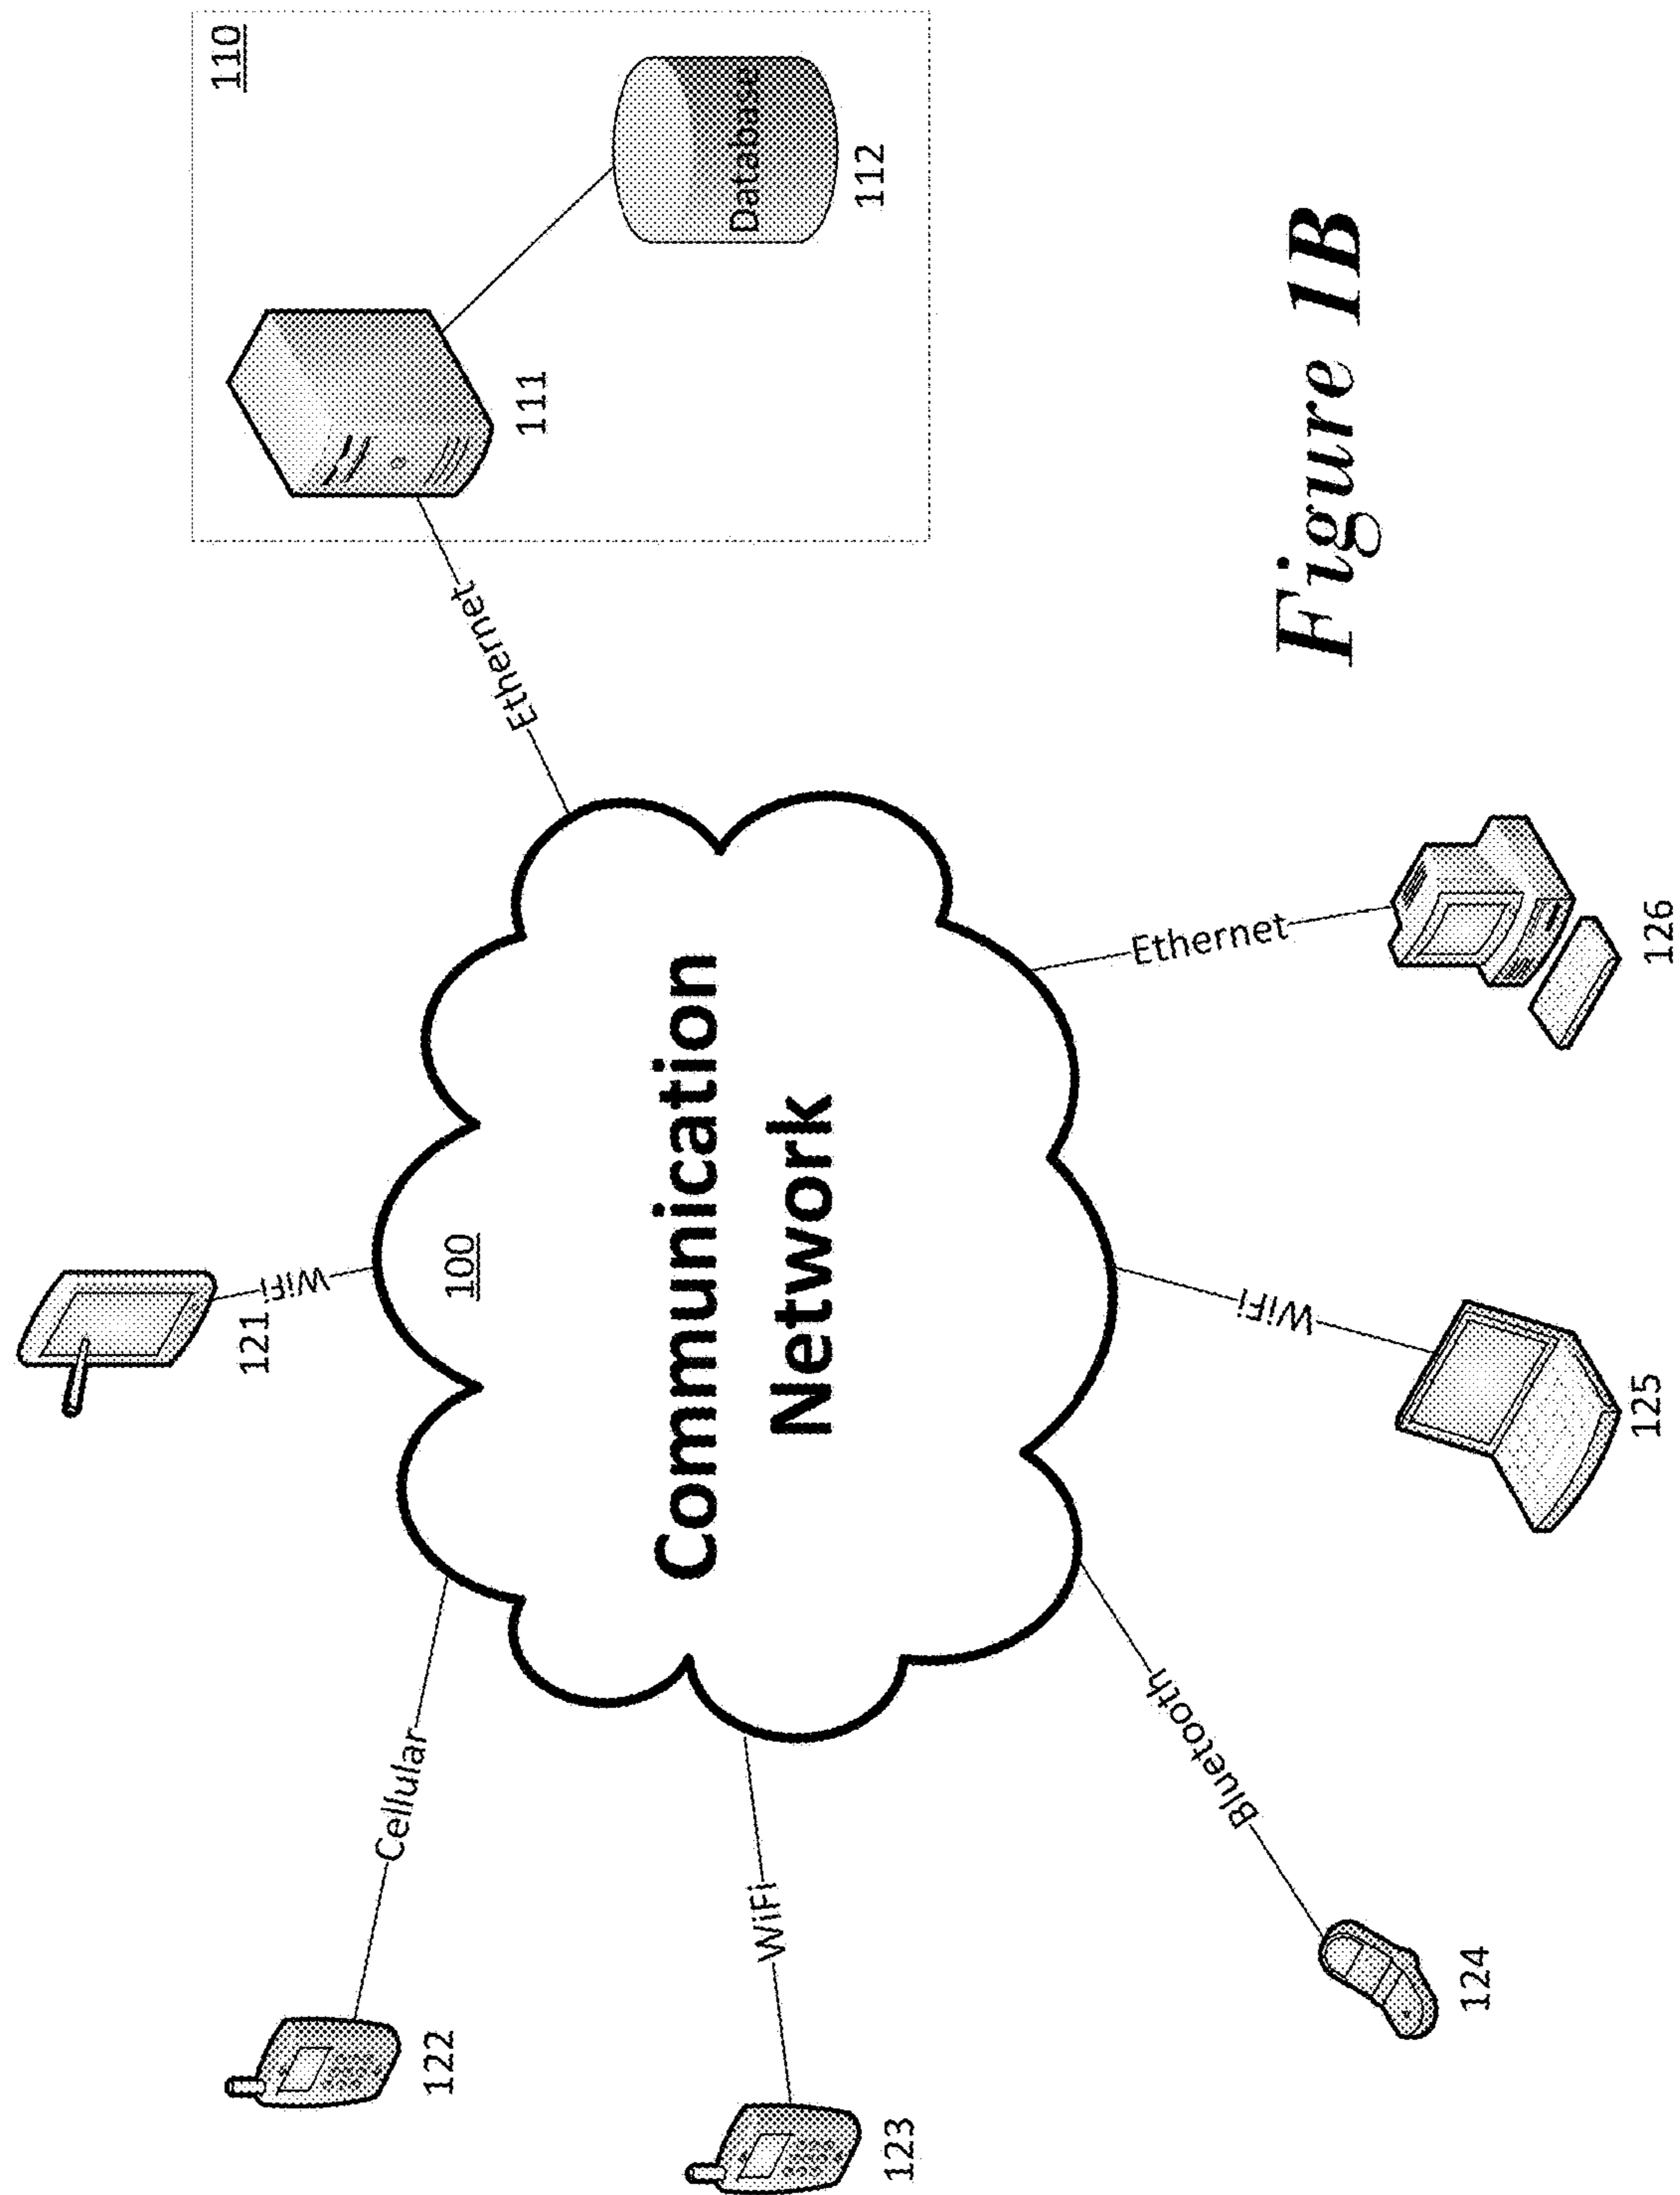 110
Database
112
111
Ethernet
121
WiFi
100
Communication
Network
Cellular
122
WiFi
123
Bluetooth
124
WiFi
125
Ethernet
126
Figure 1B